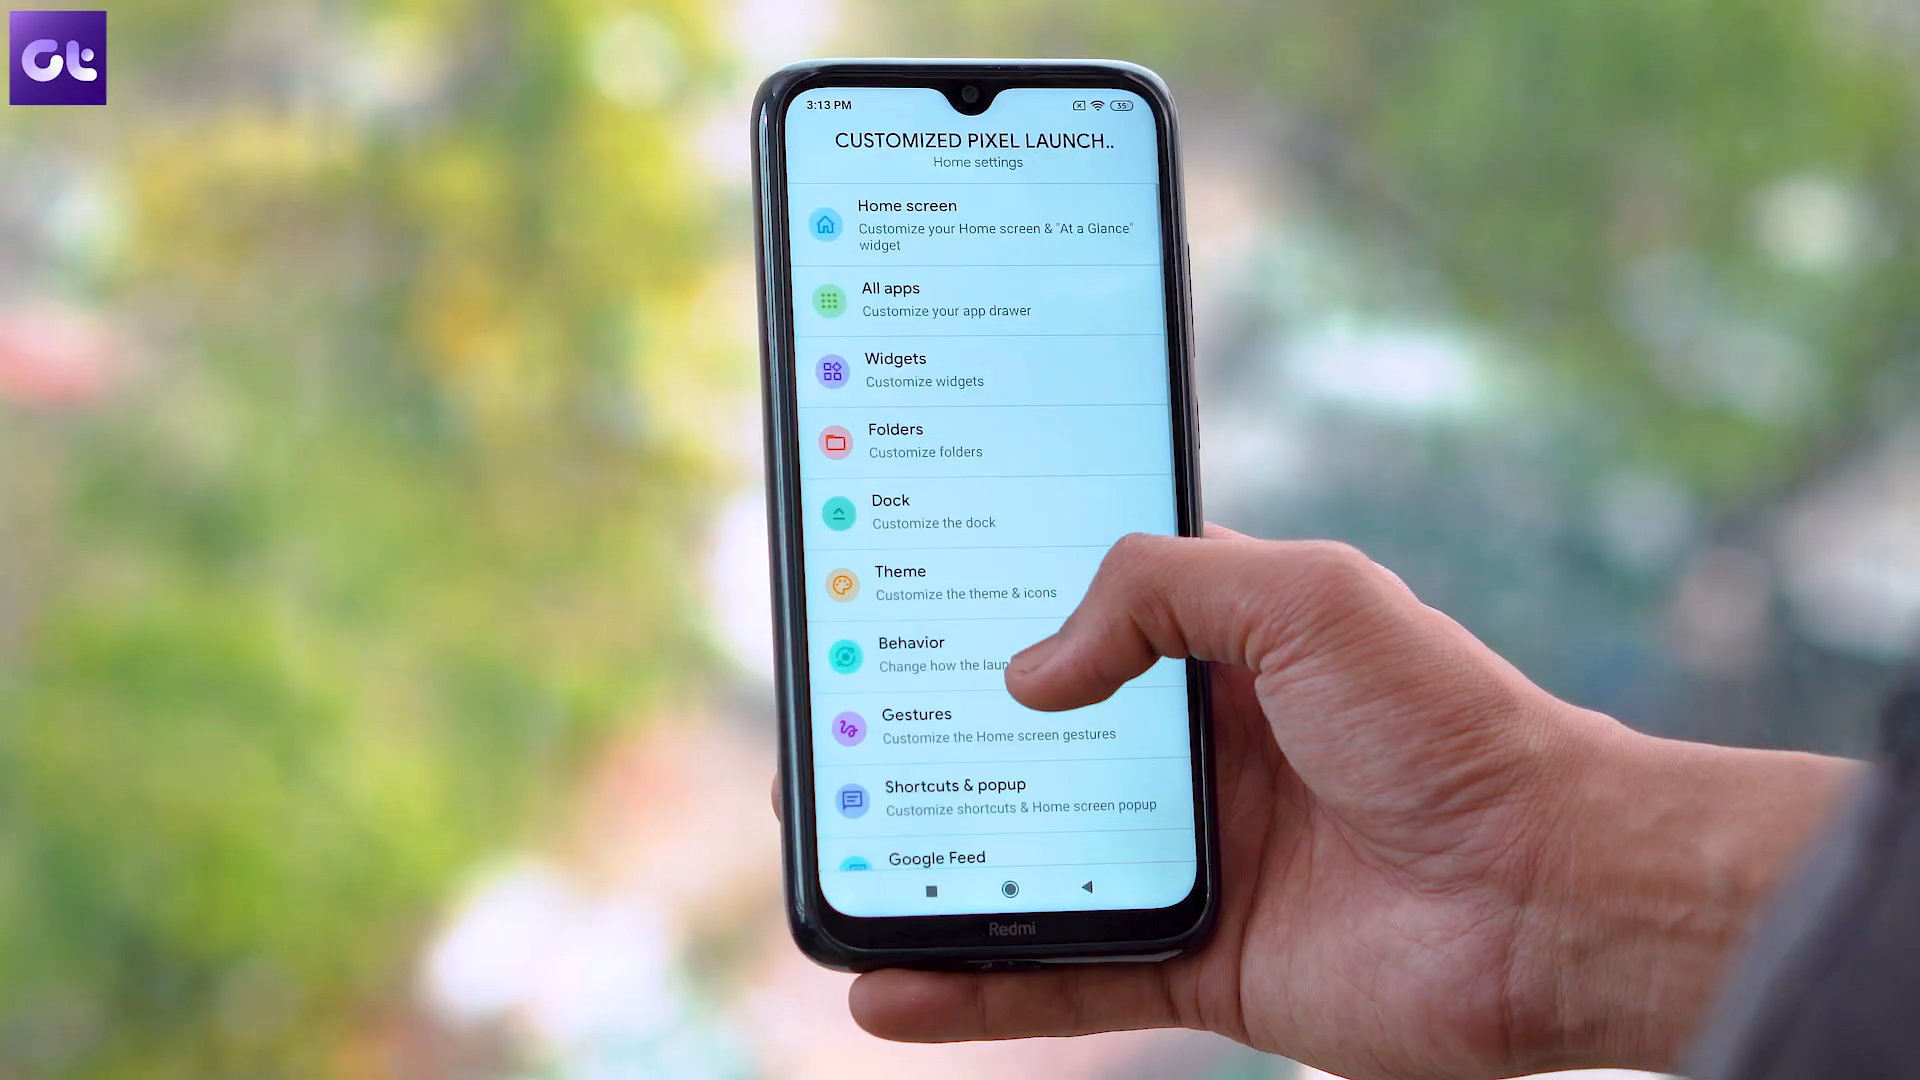 Gt
3:13 PM
35
CUSTOMIZED PIXEL LAUNCH..
Home settings
Home screen
Customize your Home screen & "At a Glance"
widget
All apps
Customize your app drawer
Widgets
Customize widgets
Folders
Customize folders
Dock
Customize the dock
Theme
Customize the theme & icons
Behavior
Change how the laun
Gestures
Customize the Home screen gestures
Shortcuts & popup
Customize shortcuts & Home screen popup
Google Feed
Redmi